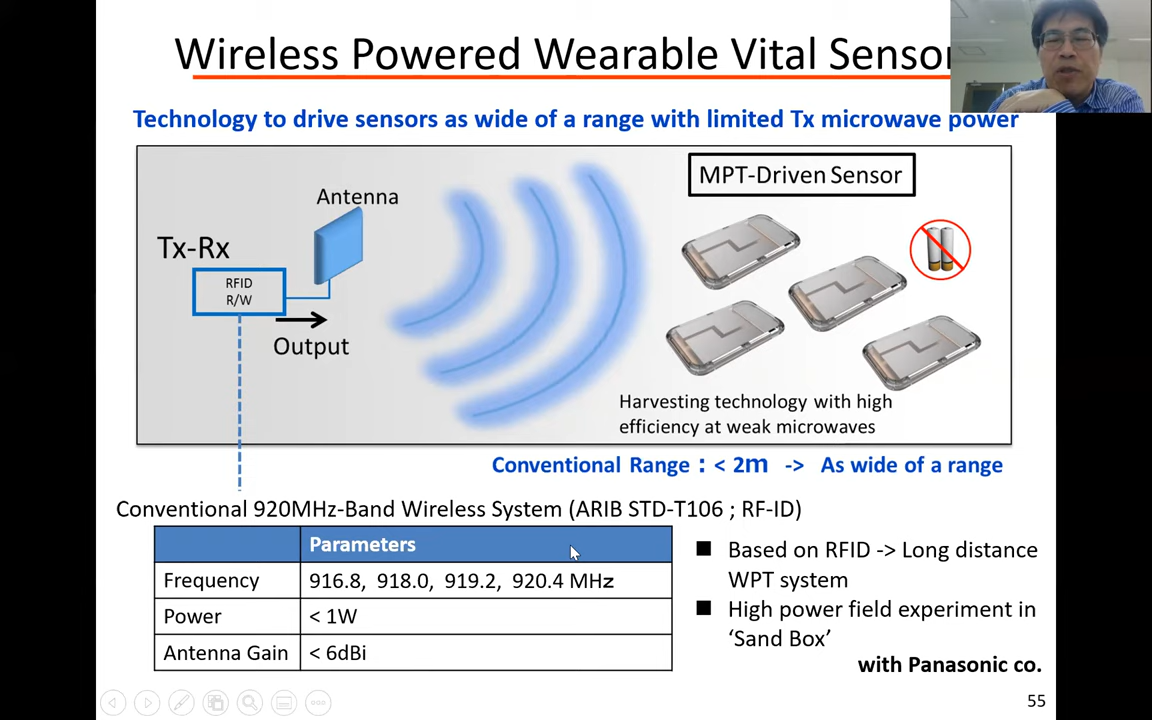 Wireless Powered Wearable Vital Sensor
Technology to drive sensors as wide of a range with limited Tx microwave power
MPT-Driven Sensor
Antenna
Tx-Rx
RFID
R/W
Output
Harvesting technology with high
efficiency at weak microwaves
Conventional Range : < 2m -> As wide of a range
Conventional 920MHz-Band Wireless System (ARIB STD-T106 ; RF-ID)
Parameters
Frequency 916.8, 918.0, 919.2, 920.4 MHz
Power < 1W
Antenna Gain < 6dBi
■ Based on RFID -> Long distance
WPT system
■ High power field experiment in
‘Sand Box’
with Panasonic co.
55